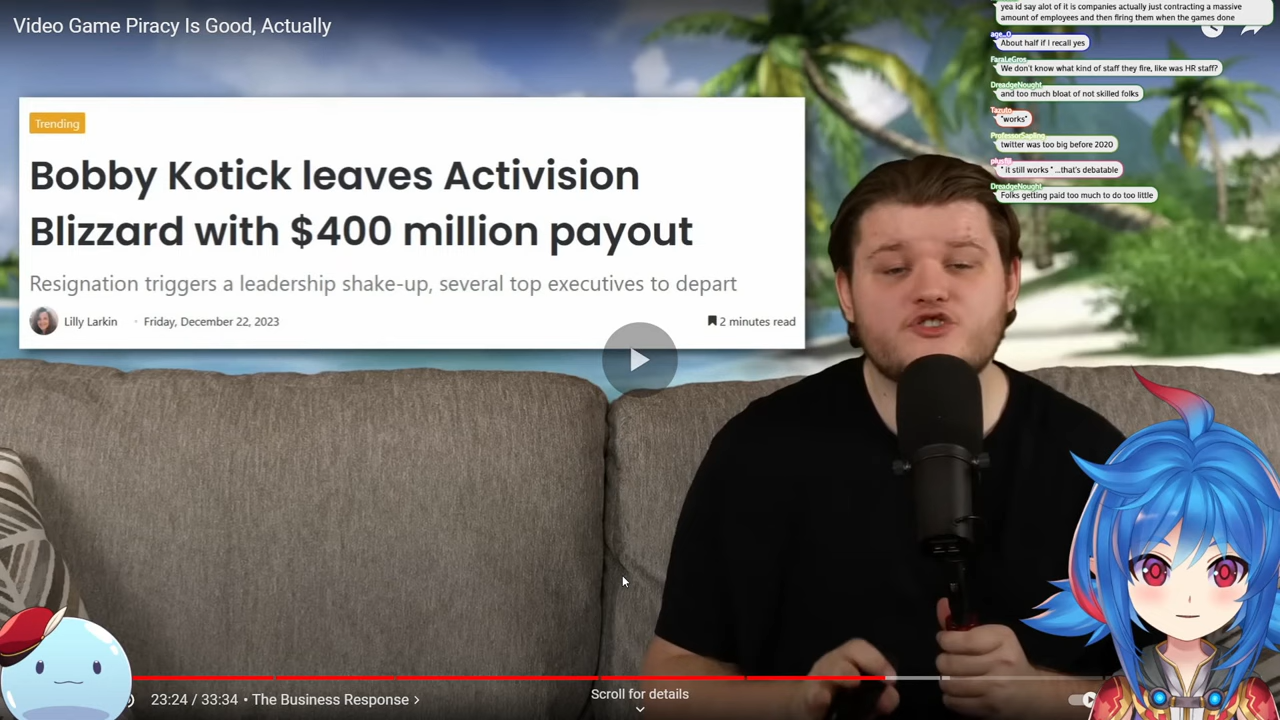 Video Game Piracy Is Good, Actually
yea id say alot of it is companies actually just contracting a massive
amount of employees and then firing them when the games done
About half if I recall yes
FaraLeGros
We don't know what kind of staff they fire, like was HR staff?
DreadgeNought
and too much bloat of not skilled folks
Tazuto
"works"
ProfessorSapling
twitter was too big before 2020
" it still works " ...that's debatable
DreadgeNought
Folks getting paid too much to do too little
Trending
Bobby Kotick leaves Activision
Blizzard with $400 million payout
Resignation triggers a leadership shake-up, several top executives to depart
Lilly Larkin • Friday, December 22, 2023
2 minutes read
23:24 / 33:34 • The Business Response >
Scroll for details